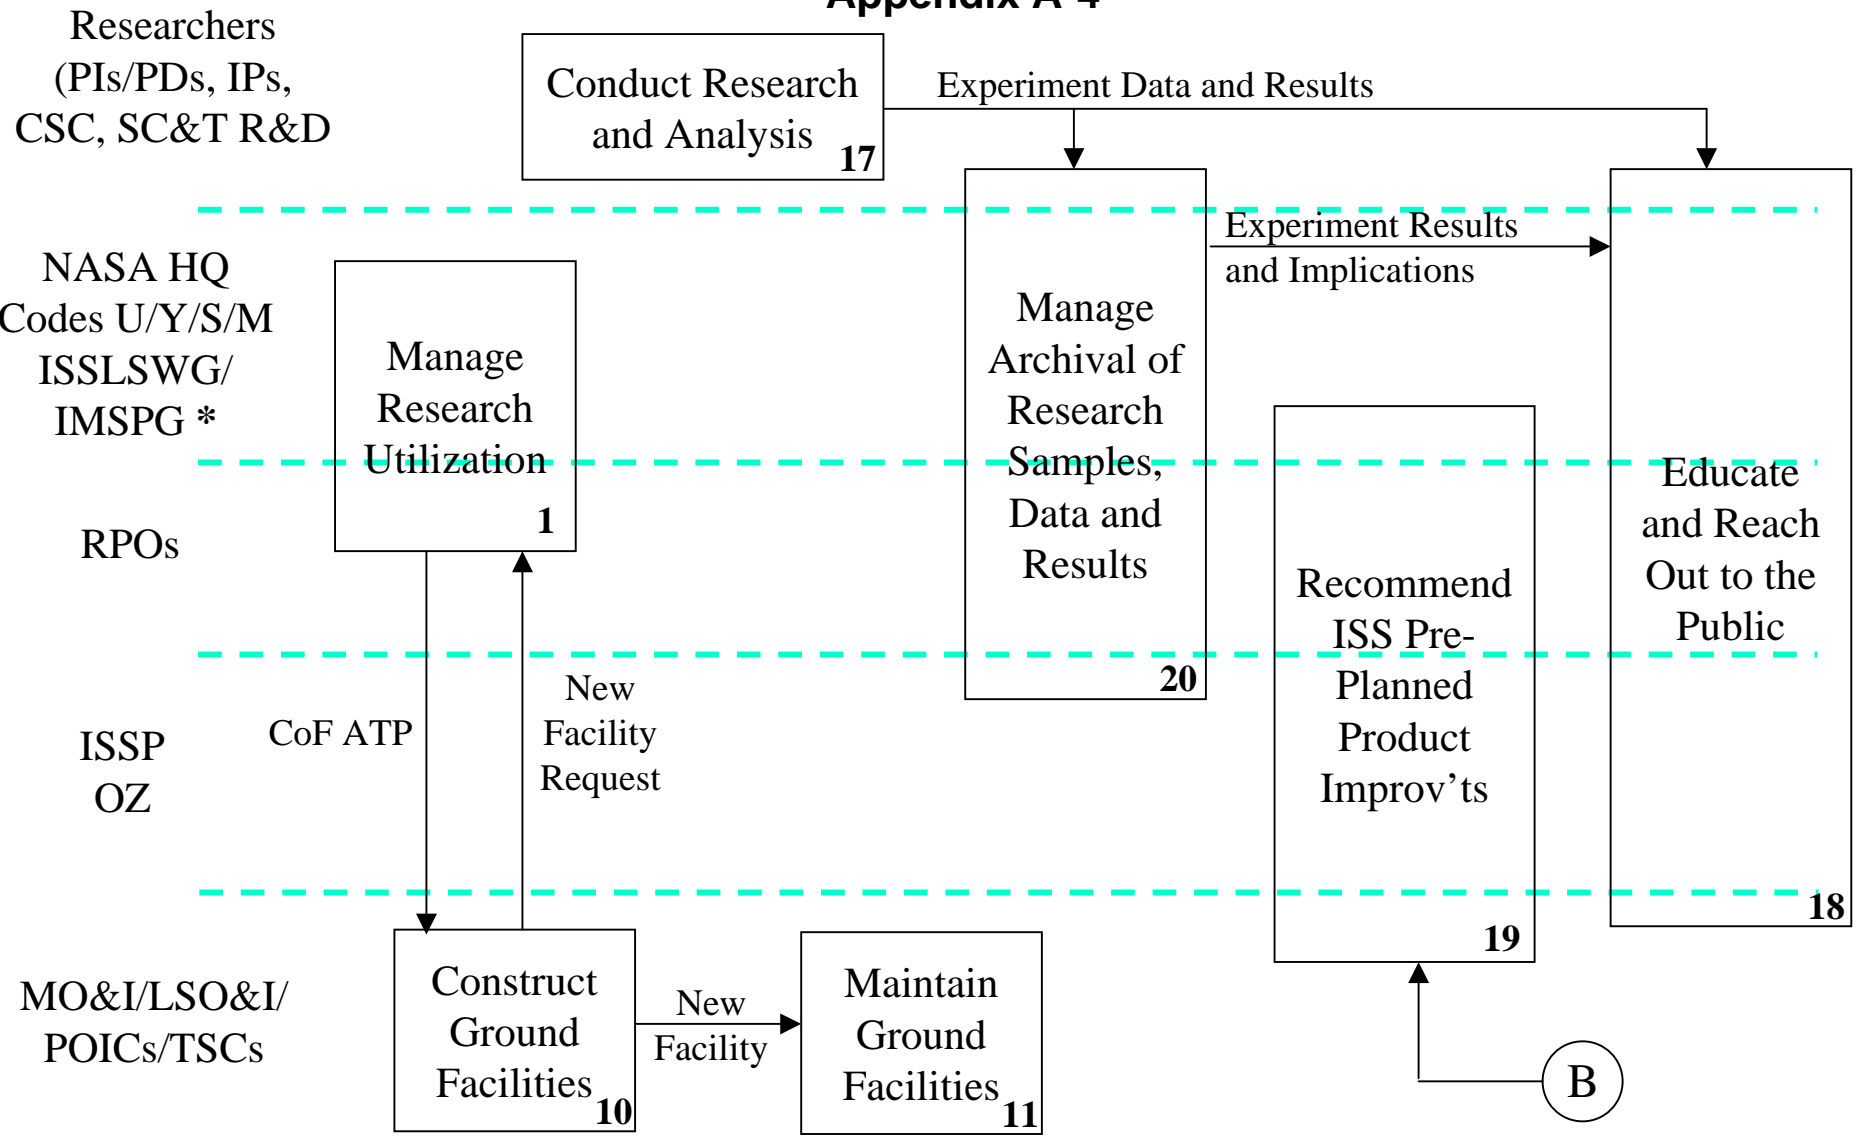 Appendix A-4
Researchers
(PIs/PDs, IPs,
CSC, SC&T R&D
Conduct Research
and Analysis
17
Experiment Data and Results
NASA HQ
Codes U/Y/S/M
ISSLSWG/
IMSPG *
Manage
Research
Utilization
1
Manage
Archival of
Research
Samples,
Data and
Results
20
Experiment Results
and Implications
Educate
and Reach
Out to the
Public
18
RPOs
Recommend
ISS Pre-
Planned
Product
Improv’ts
19
ISSP
OZ
CoF ATP
New
Facility
Request
MO&I/LSO&I/
POICs/TSCs
Construct
Ground
Facilities
10
New
Facility
Maintain
Ground
Facilities
11
B